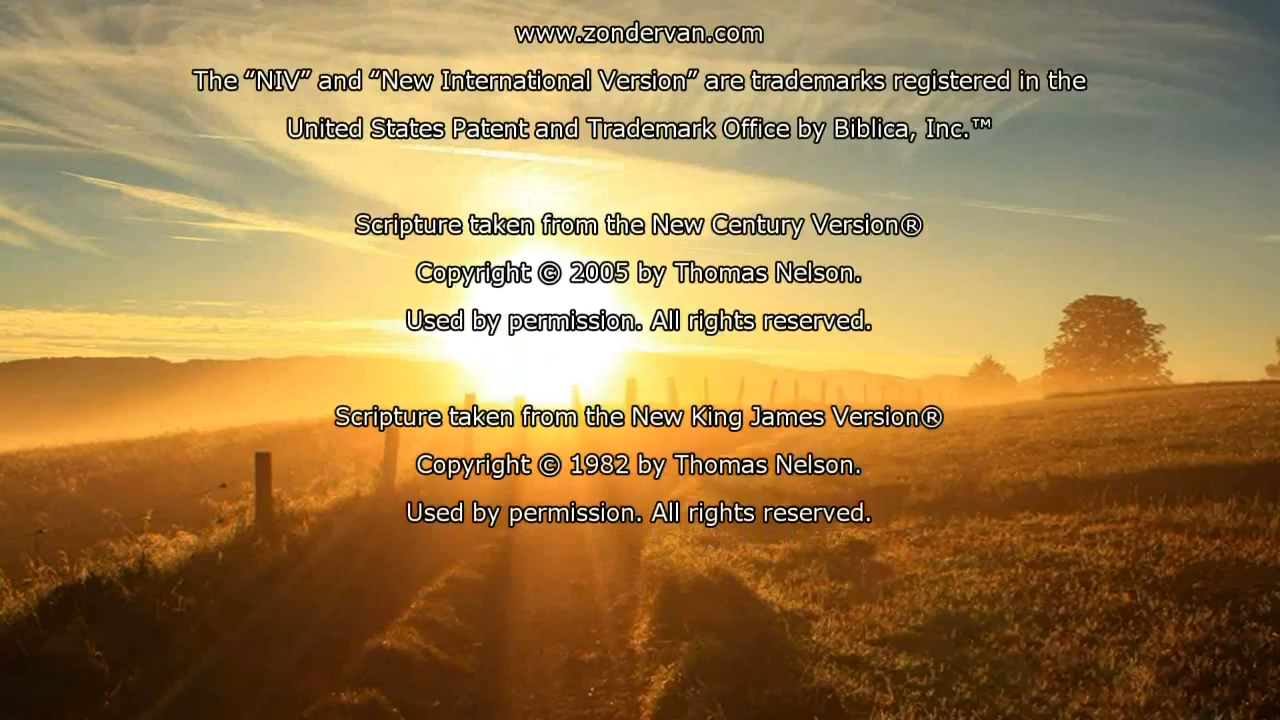 www.zondervan.com
The “NIV” and “New International Version” are trademarks registered in the
United States Patent and Trademark Office by Biblica, Inc.™
Scripture taken from the New Century Version®
Copyright © 2005 by Thomas Nelson.
Used by permission. All rights reserved.
Scripture taken from the New King James Version®
Copyright © 1982 by Thomas Nelson.
Used by permission. All rights reserved.